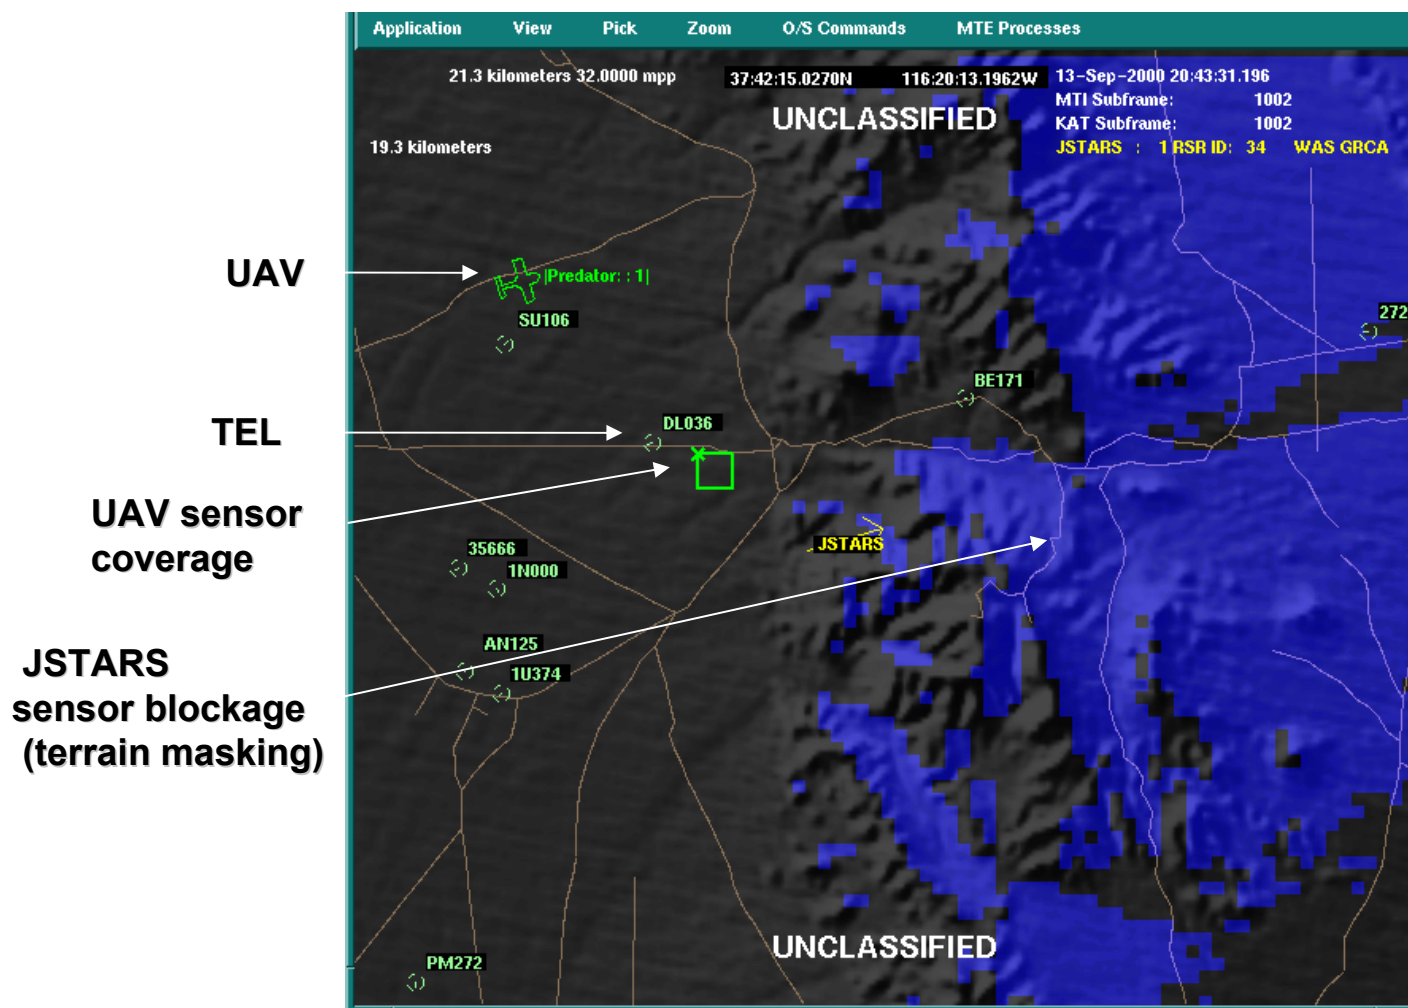 Application View Pick Zoom O/S Commands MTE Processes
21.3 kilometers 32.0000 mpp 37:42:15.0270N 116:20:13.1962W 13-Sep-2000 20:43:31.196
MTI Subframe: 1002
UNCLASSIFIED
KAT Subframe: 1002
19.3 kilometers
JSTARS : 1 RSR ID: 34 WAS GRCA
UAV
|Predator: : 1|
SU106
272
BE171
TEL
DL036
UAV sensor
coverage
JSTARS
35666
1N000
AN125
1U374
JSTARS
sensor blockage
(terrain masking)
UNCLASSIFIED
PM272